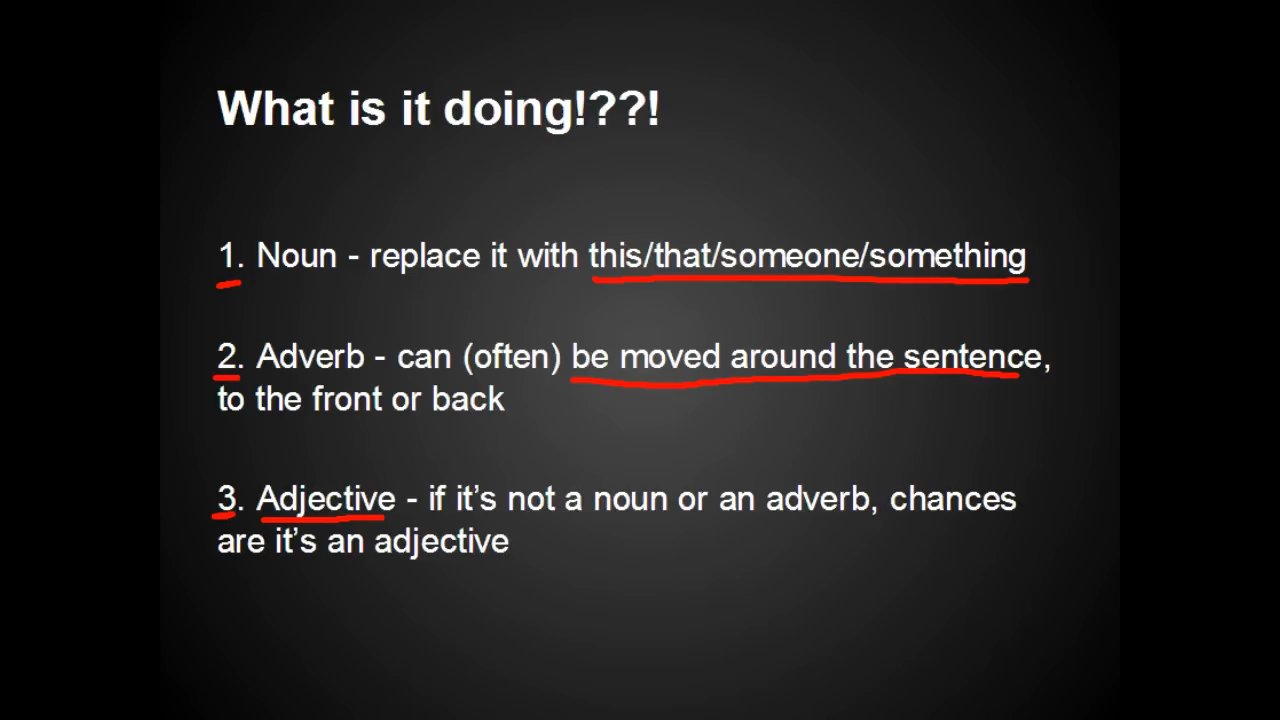 What is it doing!??!
1. Noun - replace it with this/that/someone/something
2. Adverb - can (often) be moved around the sentence,
to the front or back
3. Adjective - if it’s not a noun or an adverb, chances
are it’s an adjective